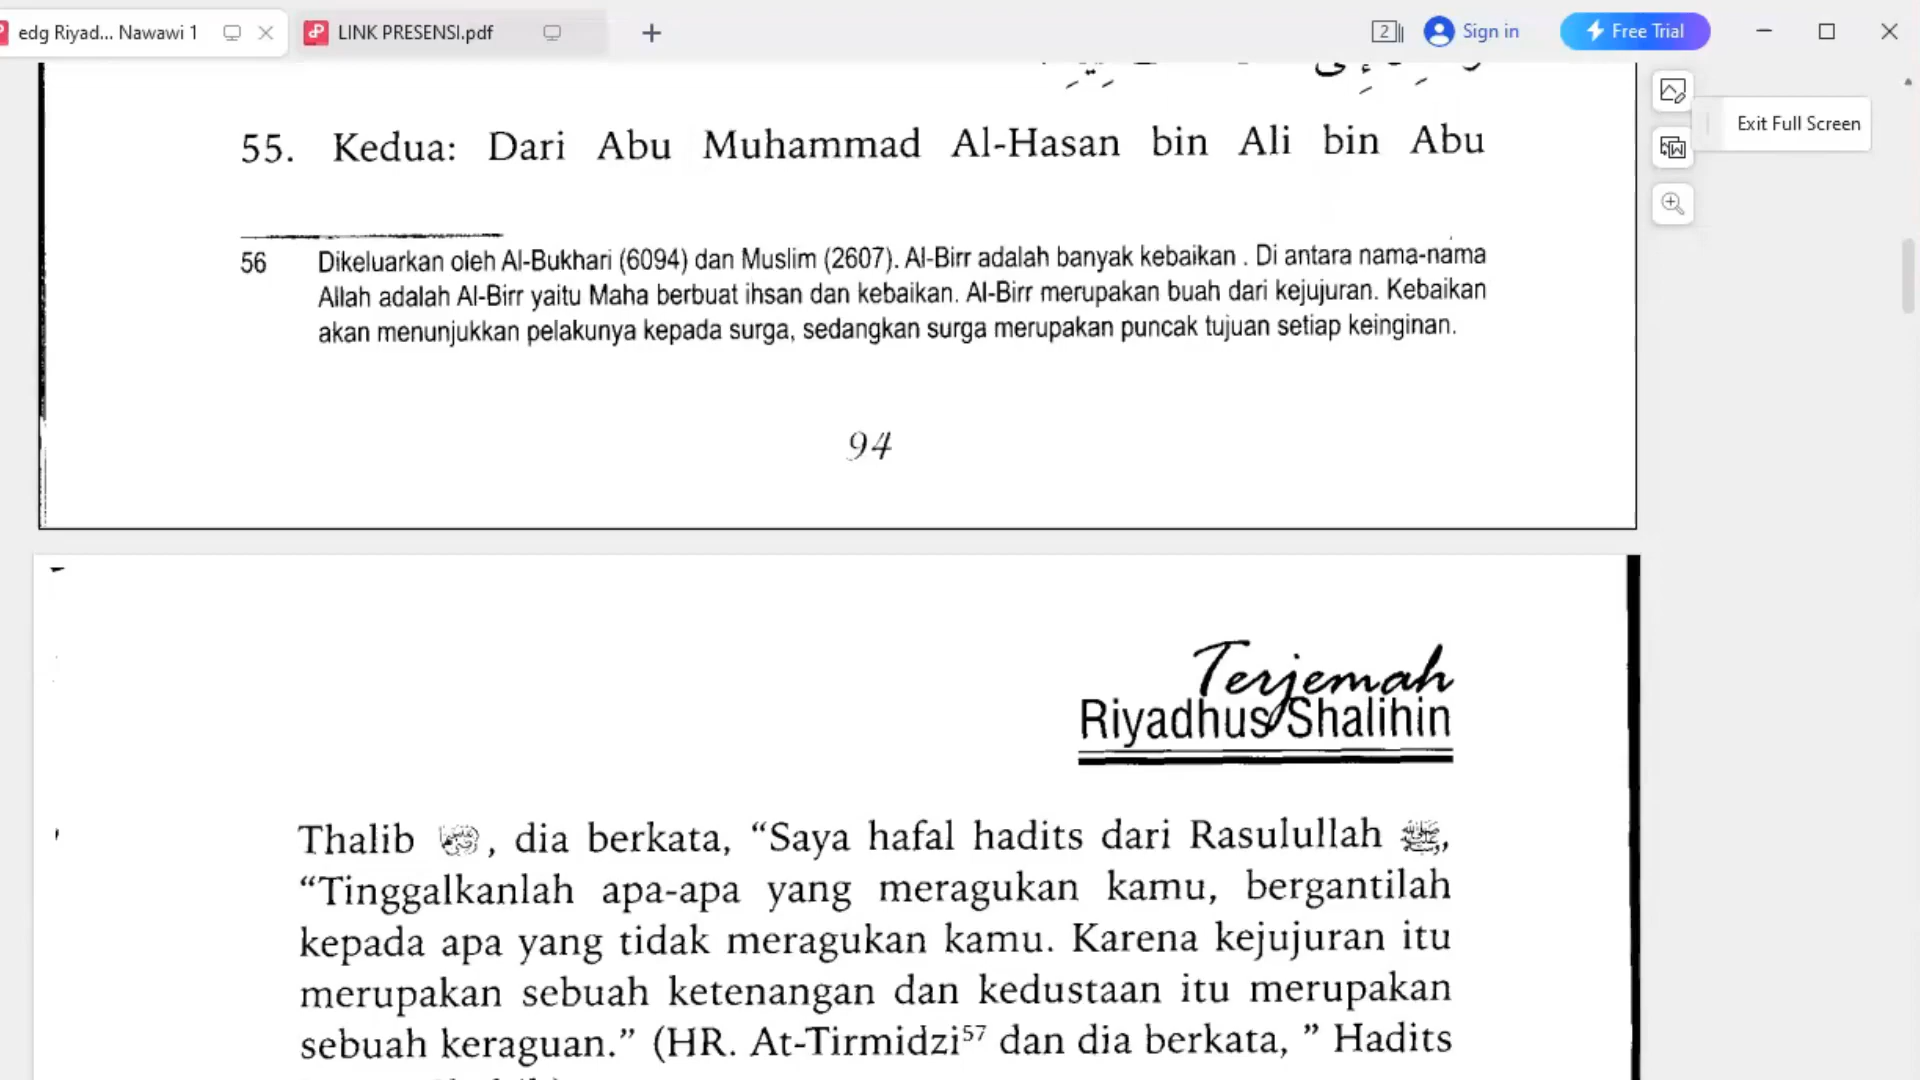 edg Riyad... Nawawi 1
LINK PRESENSI.pdf
2
Sign in
Free Trial
Exit Full Screen
55. Kedua: Dari Abu Muhammad Al-Hasan bin Ali bin Abu
56 Dikeluarkan oleh Al-Bukhari (6094) dan Muslim (2607). Al-Birr adalah banyak kebaikan . Di antara nama-nama
Allah adalah Al-Birr yaitu Maha berbuat ihsan dan kebaikan. Al-Birr merupakan buah dari kejujuran. Kebaikan
akan menunjukkan pelakunya kepada surga, sedangkan surga merupakan puncak tujuan setiap keinginan.
94
Terjemah
Riyadhus Shalihin
Thalib , dia berkata, “Saya hafal hadits dari Rasulullah ﷺ,
“Tinggalkanlah apa-apa yang meragukan kamu, bergantilah
kepada apa yang tidak meragukan kamu. Karena kejujuran itu
merupakan sebuah ketenangan dan kedustaan itu merupakan
sebuah keraguan.” (HR. At-Tirmidzi⁵⁷ dan dia berkata, ” Hadits